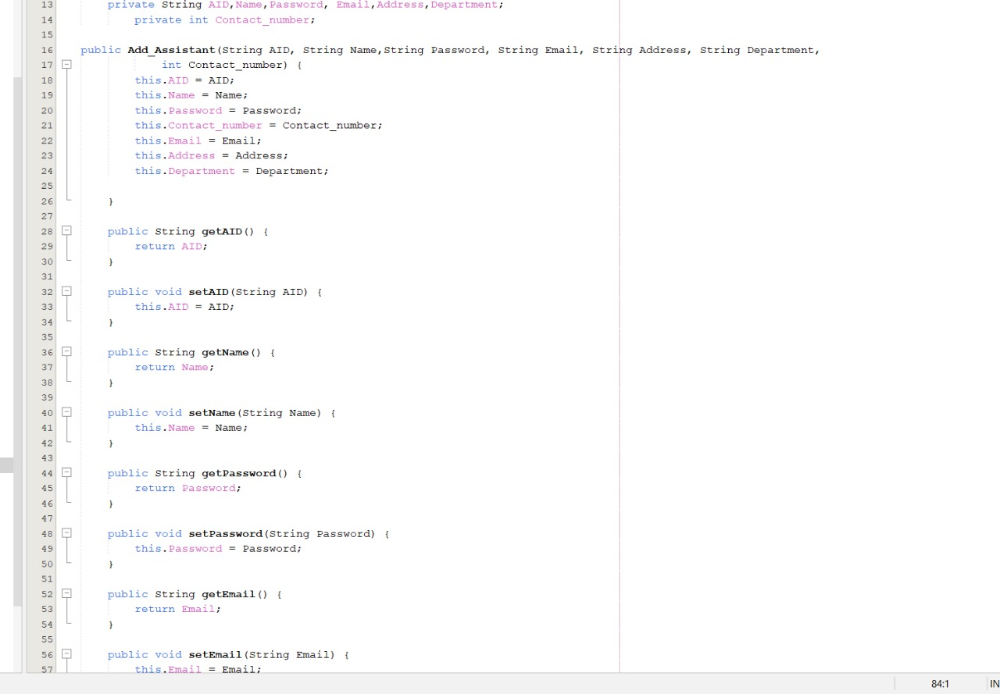 13 private String AID,Name,Password, Email,Address,Department;
14 private int Contact_number;
15
16 public Add_Assistant(String AID, String Name,String Password, String Email, String Address, String Department,
17 int Contact_number) {
18 this.AID = AID;
19 this.Name = Name;
20 this.Password = Password;
21 this.Contact_number = Contact_number;
22 this.Email = Email;
23 this.Address = Address;
24 this.Department = Department;
25
26 }
27
28 public String getAID() {
29 return AID;
30 }
31
32 public void setAID(String AID) {
33 this.AID = AID;
34 }
35
36 public String getName() {
37 return Name;
38 }
39
40 public void setName(String Name) {
41 this.Name = Name;
42 }
43
44 public String getPassword() {
45 return Password;
46 }
47
48 public void setPassword(String Password) {
49 this.Password = Password;
50 }
51
52 public String getEmail() {
53 return Email;
54 }
55
56 public void setEmail(String Email) {
57 this.Email = Email;
84:1 IN